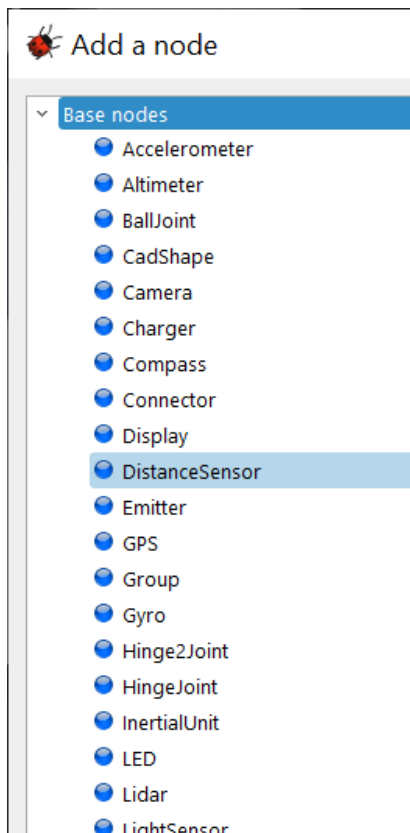 Add a node
Base nodes
Accelerometer
Altimeter
BallJoint
CadShape
Camera
Charger
Compass
Connector
Display
DistanceSensor
Emitter
GPS
Group
Gyro
Hinge2Joint
HingeJoint
InertialUnit
LED
Lidar
LightSensor